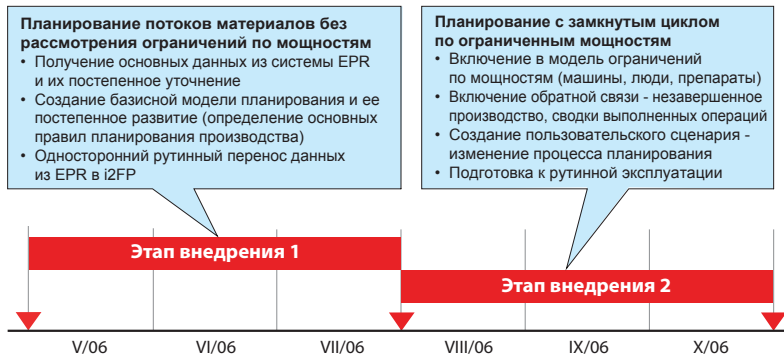 Планирование потоков материалов без
рассмотрения ограничений по мощностям
• Получение основных данных из системы EPR
и их постепенное уточнение
• Создание базисной модели планирования и ее
постепенное развитие (определение основных
правил планирования производства)
• Односторонний рутинный перенос данных
из EPR в i2FP
Планирование с замкнутым циклом
по ограниченным мощностям
• Включение в модель ограничений
по мощностям (машины, люди, препараты)
• Включение обратной связи - незавершенное
производство, сводки выполненных операций
• Создание пользовательского сценария -
изменение процесса планирования
• Подготовка к рутинной эксплуатации
Этап внедрения 1
Этап внедрения 2
V/06 VI/06 VII/06 VIII/06 IX/06 X/06